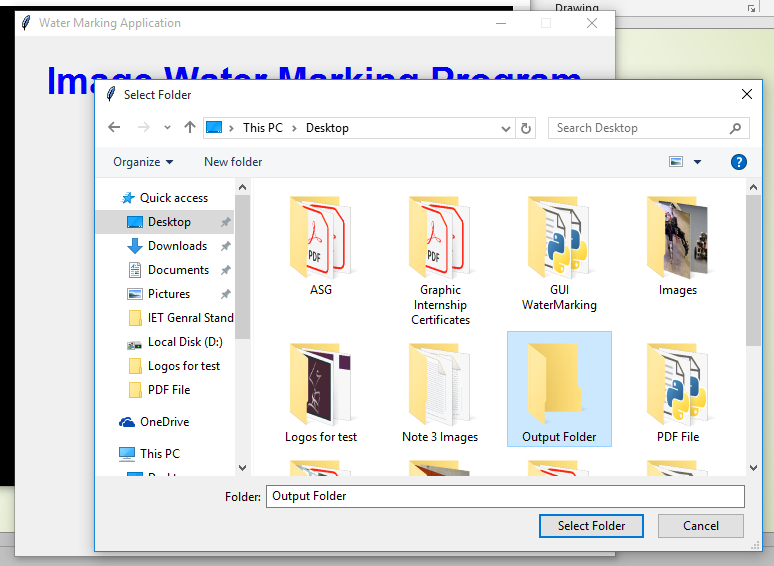 Drawing
Water Marking Application
Image Water Marking Program
Select Folder
This PC
Desktop
Search Desktop
Organize
New folder
Quick access
Desktop
Downloads
Documents
Pictures
IET Genral Stand
Local Disk (D:)
Logos for test
PDF File
OneDrive
This PC
PDF
ASG
PDF
Graphic
Internship
Certificates
GUI
WaterMarking
Images
Logos for test
Note 3 Images
Output Folder
PDF File
Folder:
Output Folder
Select Folder
Cancel